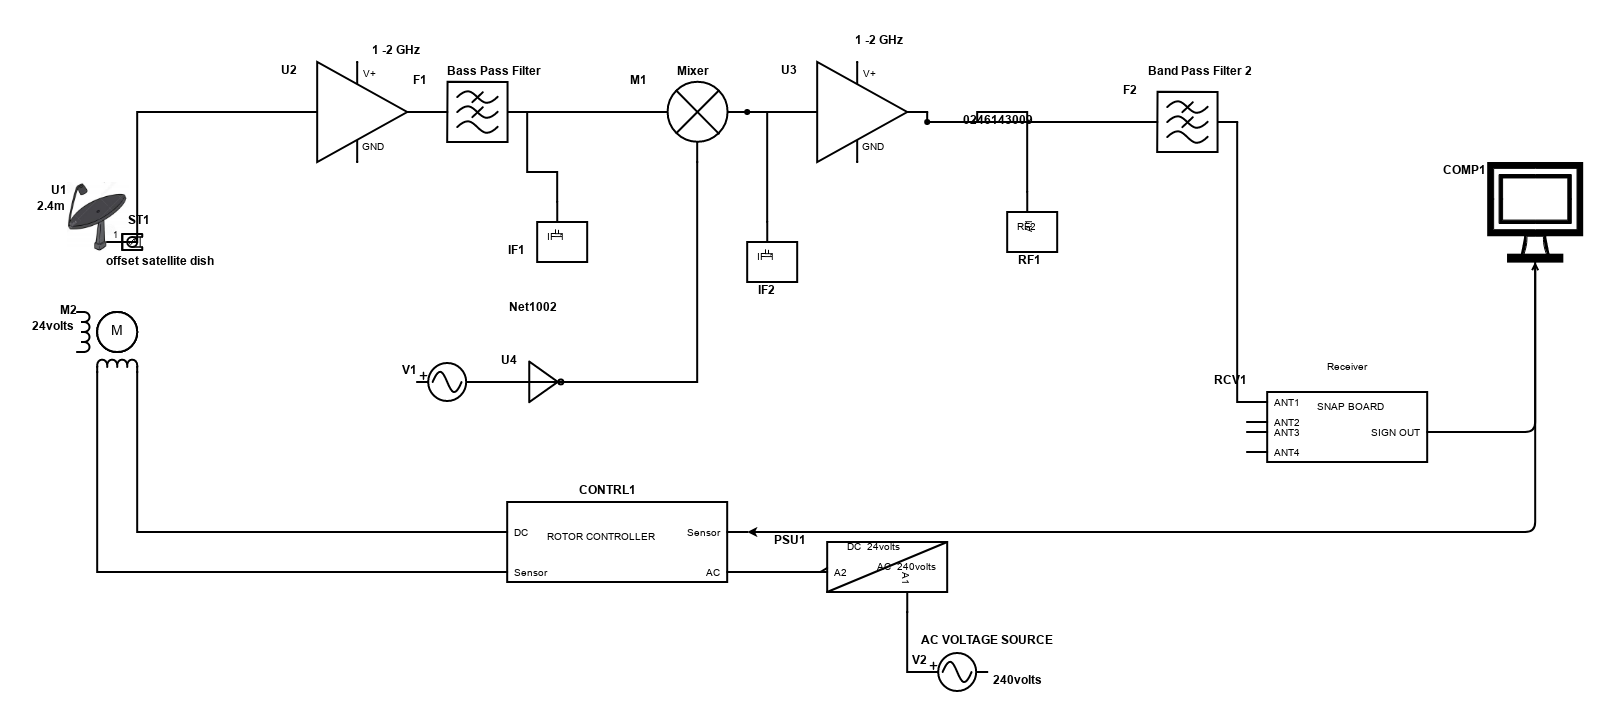 1 -2 GHz
U2
V+
GND
F1
Bass Pass Filter
M1
Mixer
1 -2 GHz
U3
V+
GND
0246143009
Band Pass Filter 2
F2
COMP1
U1
2.4m
ST1
1
offset satellite dish
IF1
IF2
RF1
Net1002
M2
24volts
M
V1
+
U4
Receiver
RCV1
ANT1
SNAP BOARD
ANT2
ANT3
SIGN OUT
ANT4
CONTRL1
DC
ROTOR CONTROLLER
Sensor
Sensor
AC
PSU1
DC 24volts
AC 240volts
A2
A1
AC VOLTAGE SOURCE
V2
+
240volts